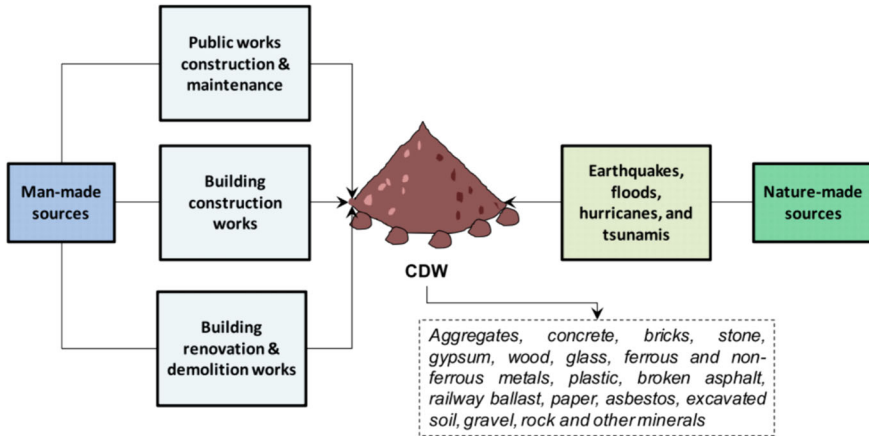 Public works
construction &
maintenance
Man-made
sources
Building
construction
works
Building
renovation &
demolition works
CDW
Earthquakes,
floods,
hurricanes, and
tsunamis
Nature-made
sources
Aggregates, concrete, bricks, stone,
gypsum, wood, glass, ferrous and non-
ferrous metals, plastic, broken asphalt,
railway ballast, paper, asbestos, excavated
soil, gravel, rock and other minerals